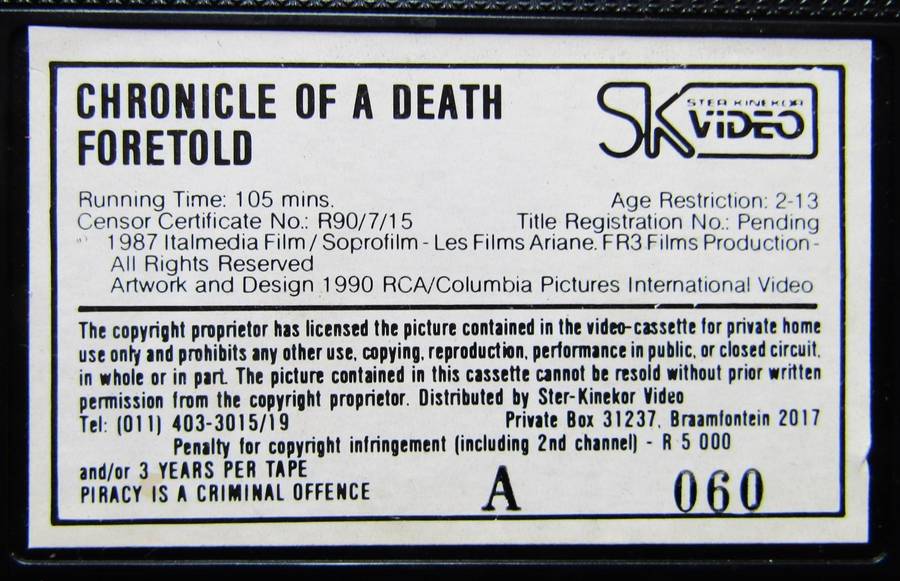 CHRONICLE OF A DEATH
FORETOLD
SK STER KINEKOR
VIDEO
Running Time: 105 mins.
Age Restriction: 2-13
Censor Certificate No.: R90/7/15
Title Registration No.: Pending
1987 Italmedia Film / Soprofilm - Les Films Ariane. FR3 Films Production -
All Rights Reserved
Artwork and Design 1990 RCA/Columbia Pictures International Video
The copyright proprietor has licensed the picture contained in the video-cassette for private home
use only and prohibits any other use, copying, reproduction, performance in public, or closed circuit,
in whole or in part. The picture contained in this cassette cannot be resold without prior written
permission from the copyright proprietor. Distributed by Ster-Kinekor Video
Tel: (011) 403-3015/19
Private Box 31237, Braamfontein 2017
Penalty for copyright infringement (including 2nd channel) - R 5 000
and/or 3 YEARS PER TAPE
PIRACY IS A CRIMINAL OFFENCE
A 060